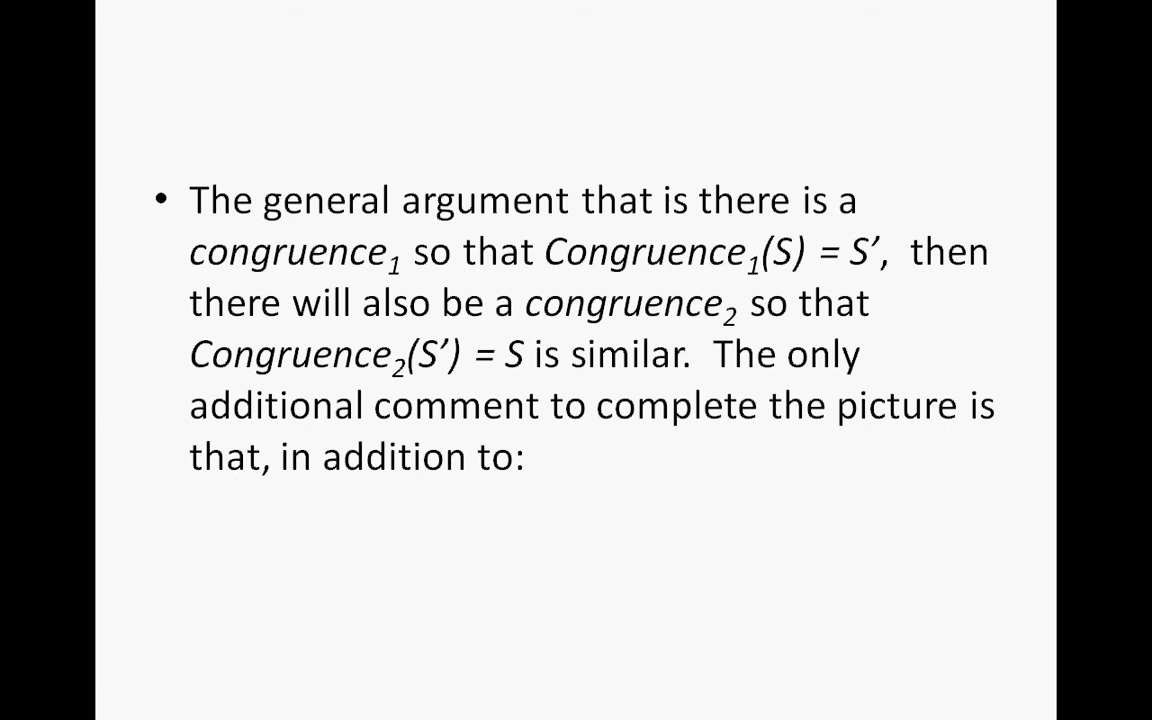 • The general argument that is there is a
congruence₁ so that Congruence₁(S) = S’, then
there will also be a congruence₂ so that
Congruence₂(S’) = S is similar. The only
additional comment to complete the picture is
that, in addition to: